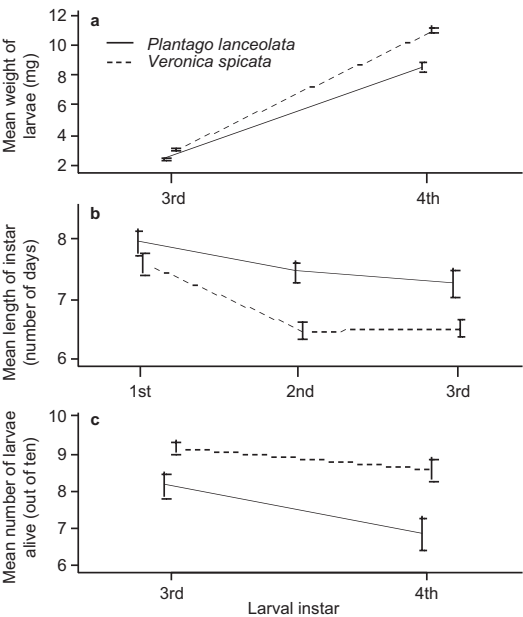 a
Plantago lanceolata
Veronica spicata
Mean weight of
larvae (mg)
12
10
8
6
4
2
3rd
4th
b
Mean length of instar
(number of days)
8
7
6
1st
2nd
3rd
c
Mean number of larvae
alive (out of ten)
10
9
8
7
6
3rd
4th
Larval instar